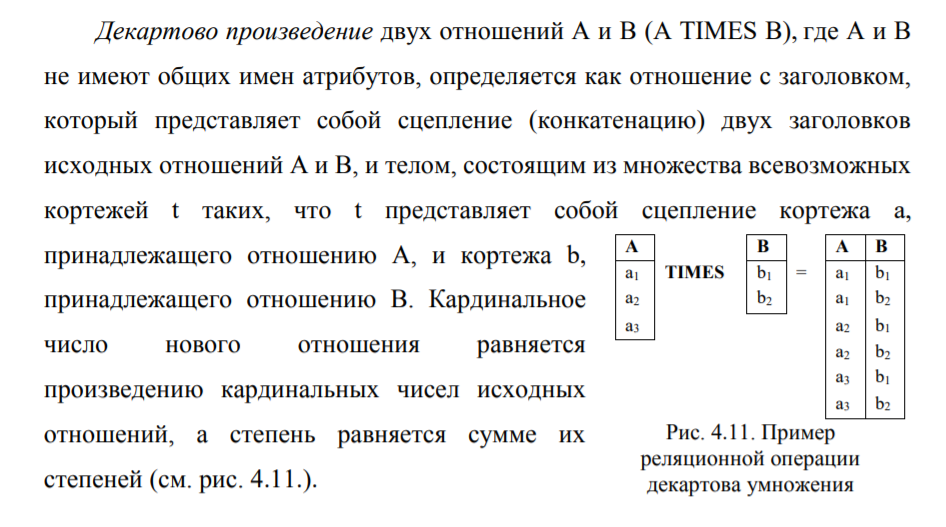 Декартово произведение двух отношений А и В (A TIMES B), где А и В
не имеют общих имен атрибутов, определяется как отношение с заголовком,
который представляет собой сцепление (конкатенацию) двух заголовков
исходных отношений А и В, и телом, состоящим из множества всевозможных
кортежей t таких, что t представляет собой сцепление кортежа a,
принадлежащего отношению А, и кортежа b,
принадлежащего отношению В. Кардинальное
число нового отношения равняется
произведению кардинальных чисел исходных
отношений, а степень равняется сумме их
степеней (см. рис. 4.11.).
A B A B
a₁ TIMES b₁ = a₁ b₁
a₂ b₂ a₁ b₂
a₃ a₂ b₁
a₂ b₂
a₃ b₁
a₃ b₂
Рис. 4.11. Пример
реляционной операции
декартова умножения